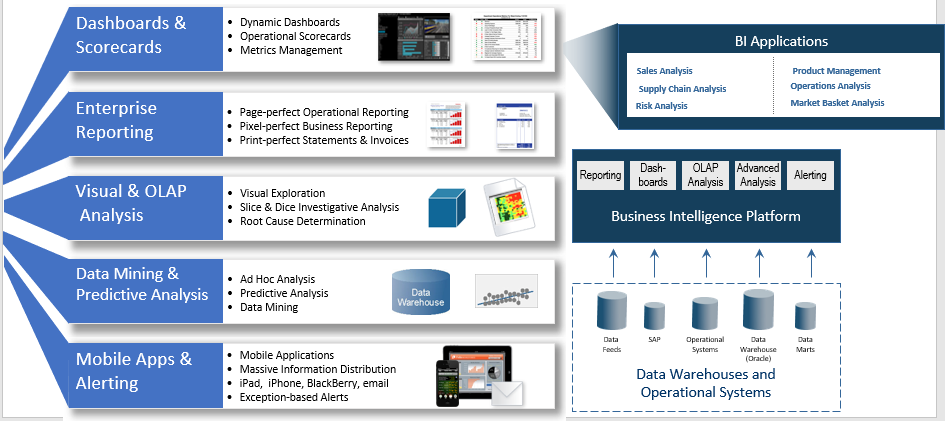 Dashboards &
Scorecards
• Dynamic Dashboards
• Operational Scorecards
• Metrics Management
Enterprise
Reporting
• Page-perfect Operational Reporting
• Pixel-perfect Business Reporting
• Print-perfect Statements & Invoices
Visual & OLAP
Analysis
• Visual Exploration
• Slice & Dice Investigative Analysis
• Root Cause Determination
Data Mining &
Predictive Analysis
• Ad Hoc Analysis
• Predictive Analysis
• Data Mining
Data
Warehouse
Mobile Apps &
Alerting
• Mobile Applications
• Massive Information Distribution
• iPad, iPhone, BlackBerry, email
• Exception-based Alerts
BI Applications
Sales Analysis
Supply Chain Analysis
Risk Analysis
Product Management
Operations Analysis
Market Basket Analysis
Reporting
Dash-
boards
OLAP
Analysis
Advanced
Analysis
Alerting
Business Intelligence Platform
Data
Feeds
SAP
Operational
Systems
Data
Warehouse
(Oracle)
Data
Marts
Data Warehouses and
Operational Systems